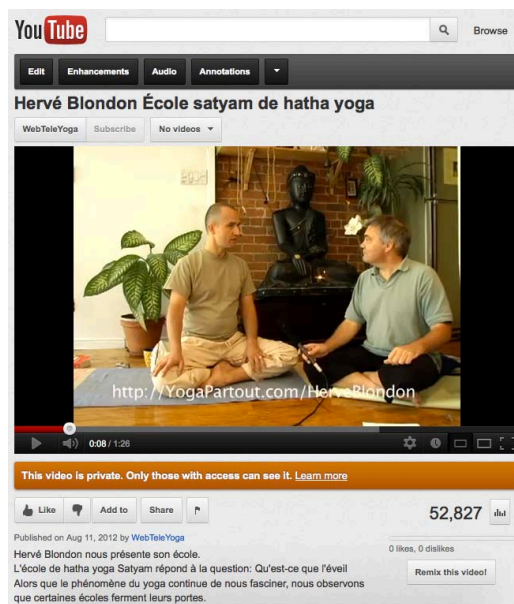 You Tube
Browse
Edit Enhancements Audio Annotations
Hervé Blondon École satyam de hatha yoga
WebTeleYoga Subscribe No videos
http://YogaPartout.com/HerveBlondon
0:08 / 1:26
This video is private. Only those with access can see it. Learn more
Like Add to Share
52,827
Published on Aug 11, 2012 by WebTeleYoga
0 likes, 0 dislikes
Hervé Blondon nous présente son école.
L'école de hatha yoga Satyam répond à la question: Qu'est-ce que l'éveil
Remix this video!
Alors que le phénomène du yoga continue de nous fasciner, nous observons
que certaines écoles ferment leurs portes.